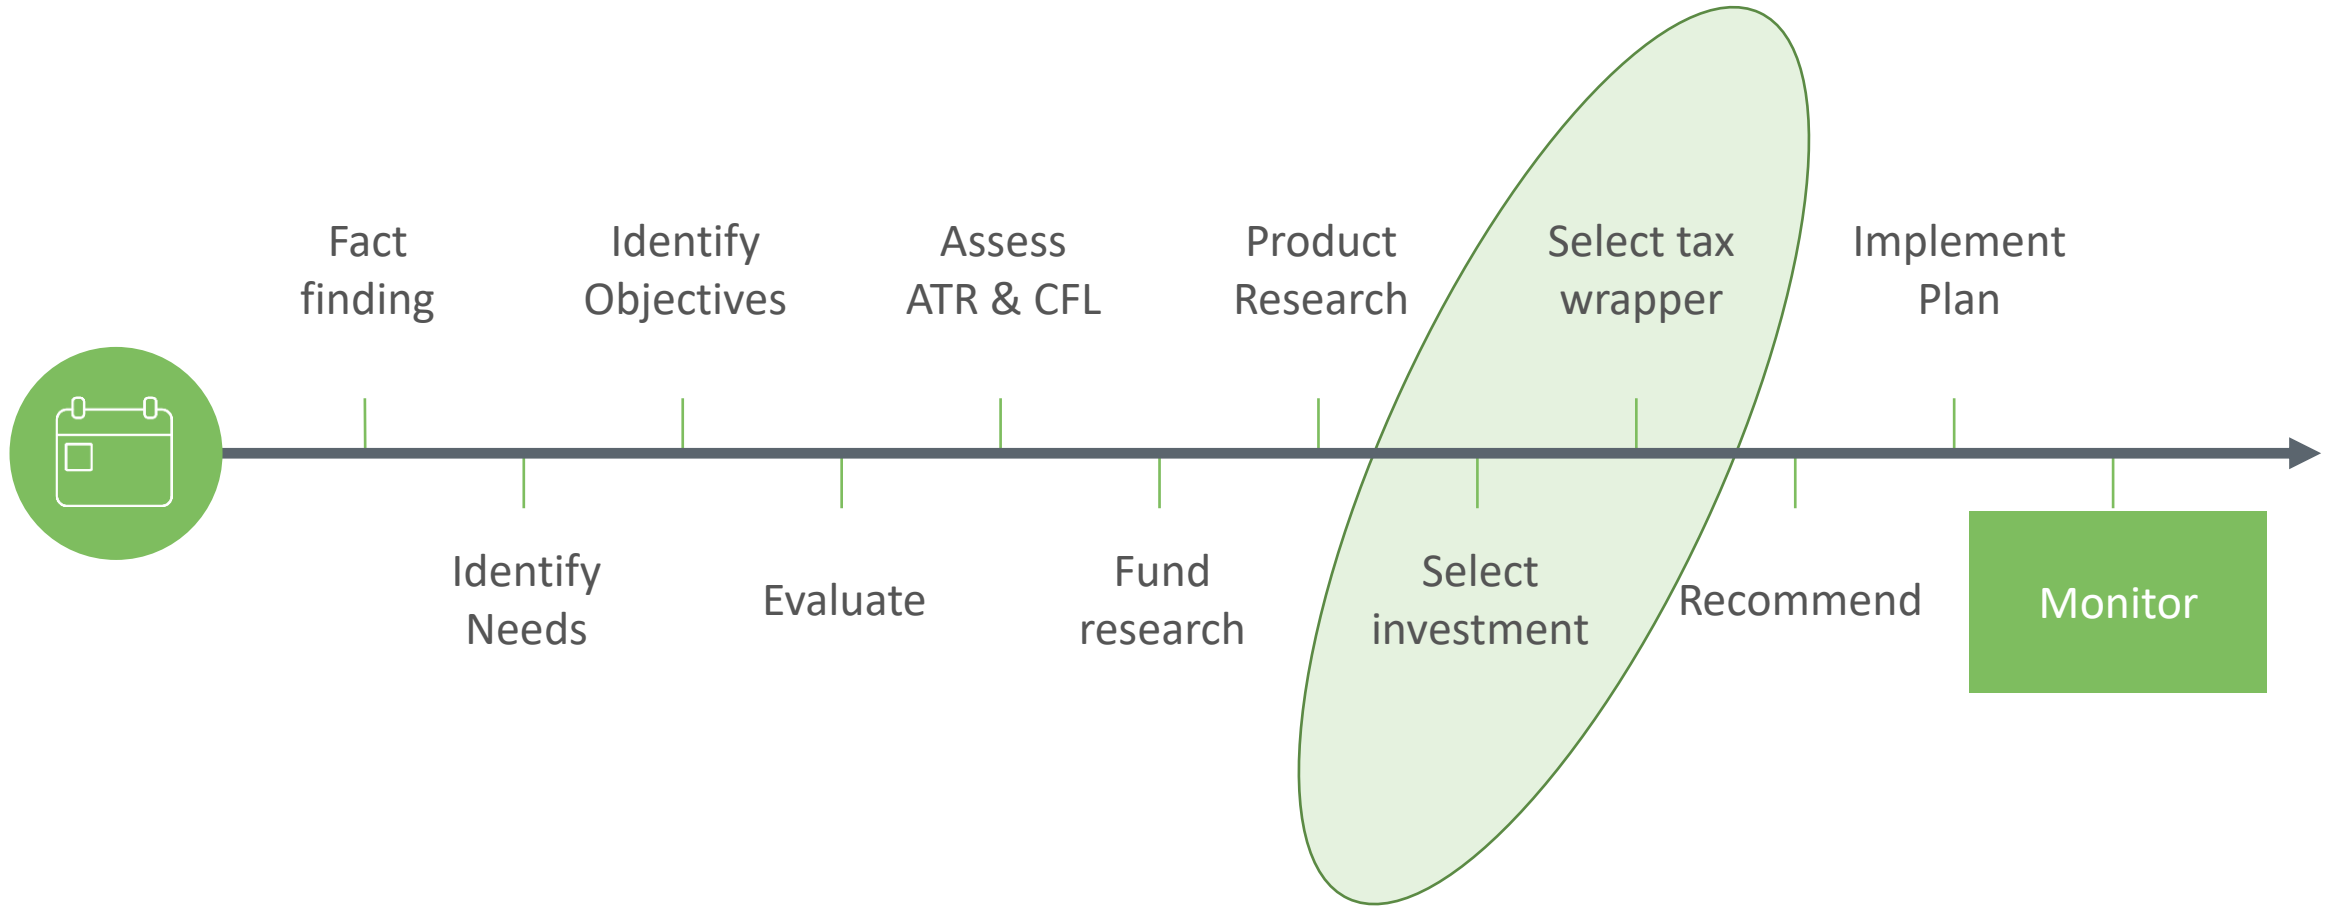 Fact
finding
Identify
Objectives
Assess
ATR & CFL
Product
Research
Select tax
wrapper
Implement
Plan
Identify
Needs
Evaluate
Fund
research
Select
investment
Recommend
Monitor